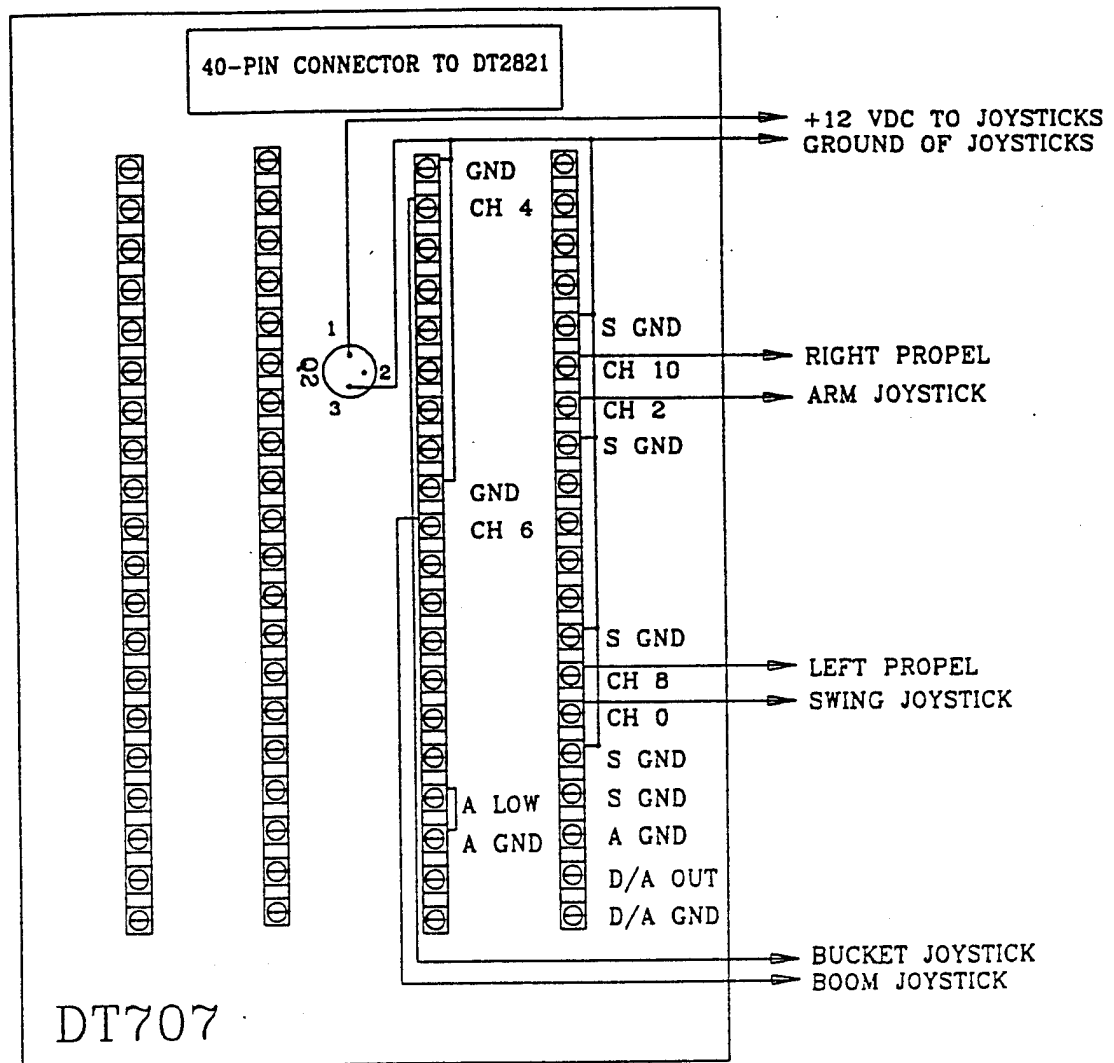 40-PIN CONNECTOR TO DT2821
+12 VDC TO JOYSTICKS
GROUND OF JOYSTICKS
GND
CH 4
1
2
3
Q2
S GND
CH 10
RIGHT PROPEL
CH 2
ARM JOYSTICK
S GND
GND
CH 6
S GND
CH 8
LEFT PROPEL
CH 0
SWING JOYSTICK
S GND
A LOW
S GND
A GND
A GND
D/A OUT
D/A GND
BUCKET JOYSTICK
BOOM JOYSTICK
DT707